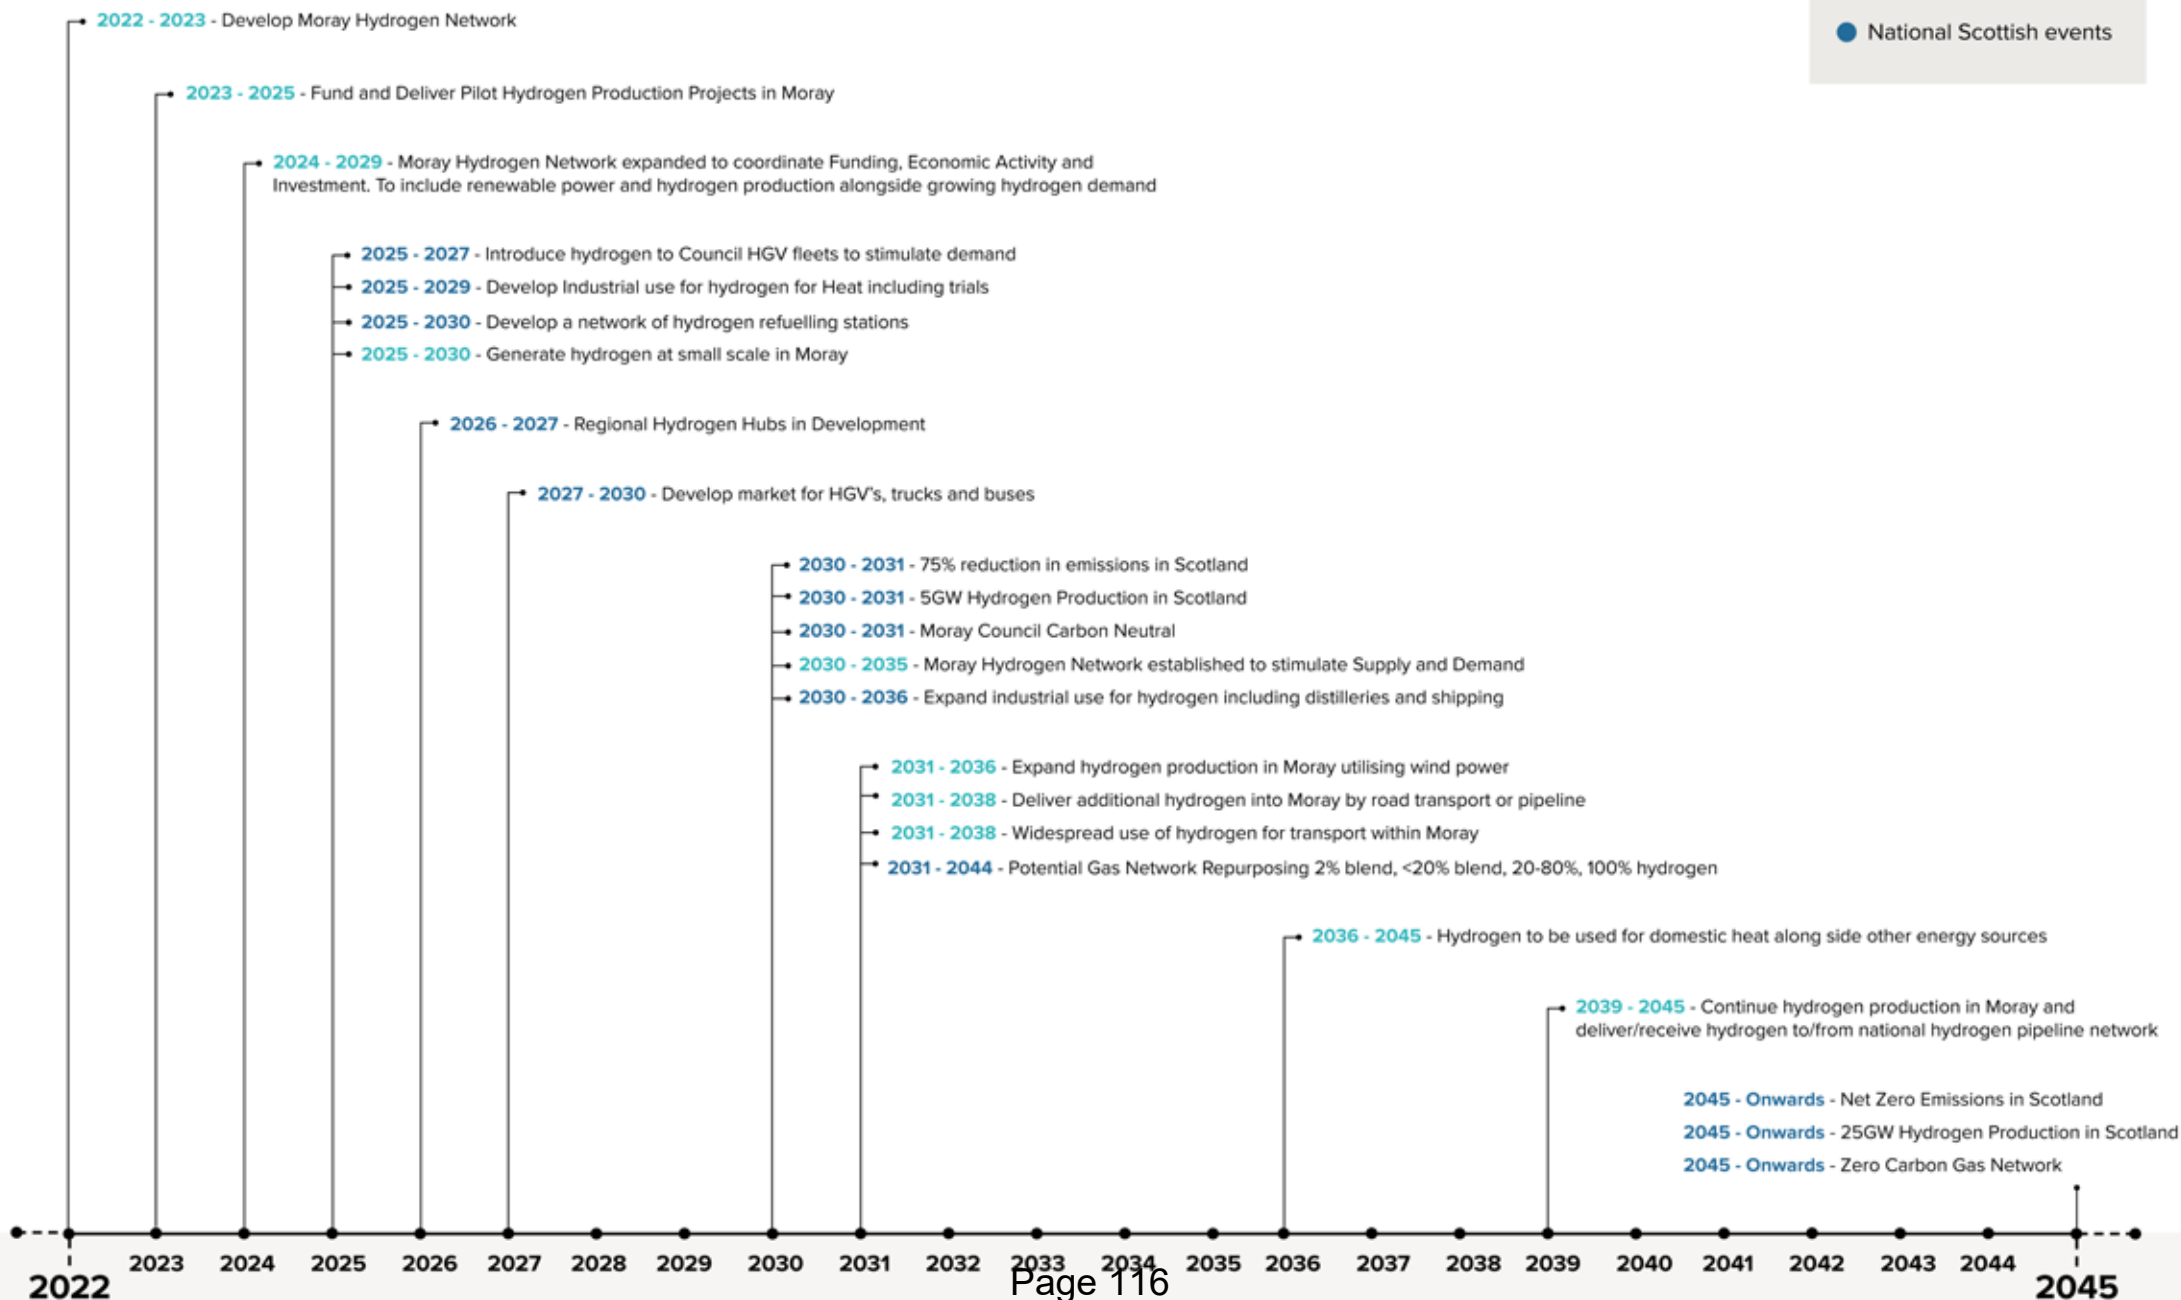 2022 - 2023 - Develop Moray Hydrogen Network
National Scottish events
2023 - 2025 - Fund and Deliver Pilot Hydrogen Production Projects in Moray
2024 - 2029 - Moray Hydrogen Network expanded to coordinate Funding, Economic Activity and
Investment. To include renewable power and hydrogen production alongside growing hydrogen demand
2025 - 2027 - Introduce hydrogen to Council HGV fleets to stimulate demand
2025 - 2029 - Develop Industrial use for hydrogen for Heat including trials
2025 - 2030 - Develop a network of hydrogen refuelling stations
2025 - 2030 - Generate hydrogen at small scale in Moray
2026 - 2027 - Regional Hydrogen Hubs in Development
2027 - 2030 - Develop market for HGV's, trucks and buses
2030 - 2031 - 75% reduction in emissions in Scotland
2030 - 2031 - 5GW Hydrogen Production in Scotland
2030 - 2031 - Moray Council Carbon Neutral
2030 - 2035 - Moray Hydrogen Network established to stimulate Supply and Demand
2030 - 2036 - Expand industrial use for hydrogen including distilleries and shipping
2031 - 2036 - Expand hydrogen production in Moray utilising wind power
2031 - 2038 - Deliver additional hydrogen into Moray by road transport or pipeline
2031 - 2038 - Widespread use of hydrogen for transport within Moray
2031 - 2044 - Potential Gas Network Repurposing 2% blend, <20% blend, 20-80%, 100% hydrogen
2036 - 2045 - Hydrogen to be used for domestic heat along side other energy sources
2039 - 2045 - Continue hydrogen production in Moray and
deliver/receive hydrogen to/from national hydrogen pipeline network
2045 - Onwards - Net Zero Emissions in Scotland
2045 - Onwards - 25GW Hydrogen Production in Scotland
2045 - Onwards - Zero Carbon Gas Network
2022 2023 2024 2025 2026 2027 2028 2029 2030 2031 2032 2033 2034 2035 2036 2037 2038 2039 2040 2041 2042 2043 2044 2045
Page 116